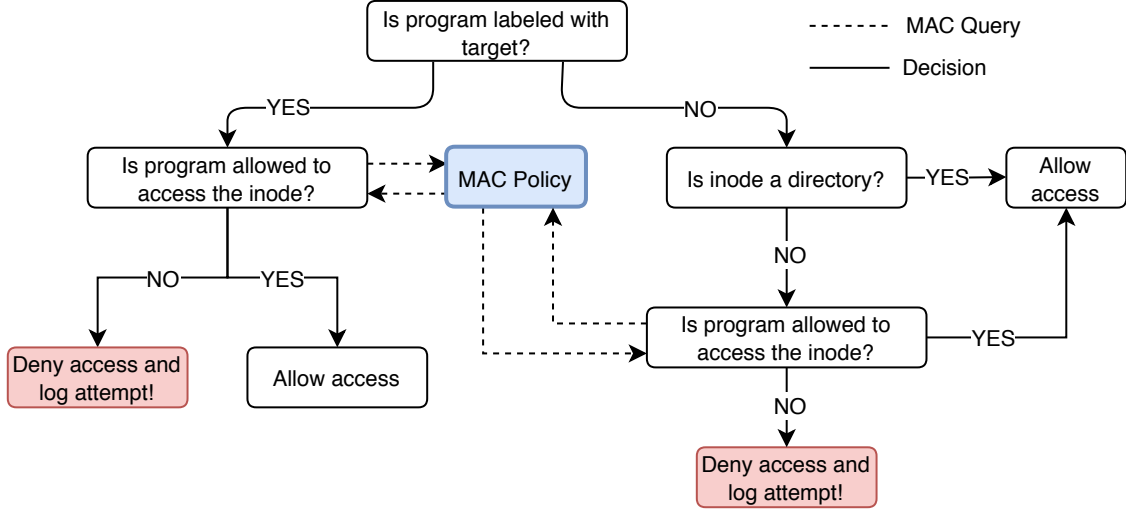 Is program labeled with
target?
MAC Query
Decision
YES
NO
Is program allowed to
access the inode?
MAC Policy
Is inode a directory?
YES
Allow
access
NO
NO
YES
Is program allowed to
access the inode?
YES
Deny access and
log attempt!
Allow access
NO
Deny access and
log attempt!